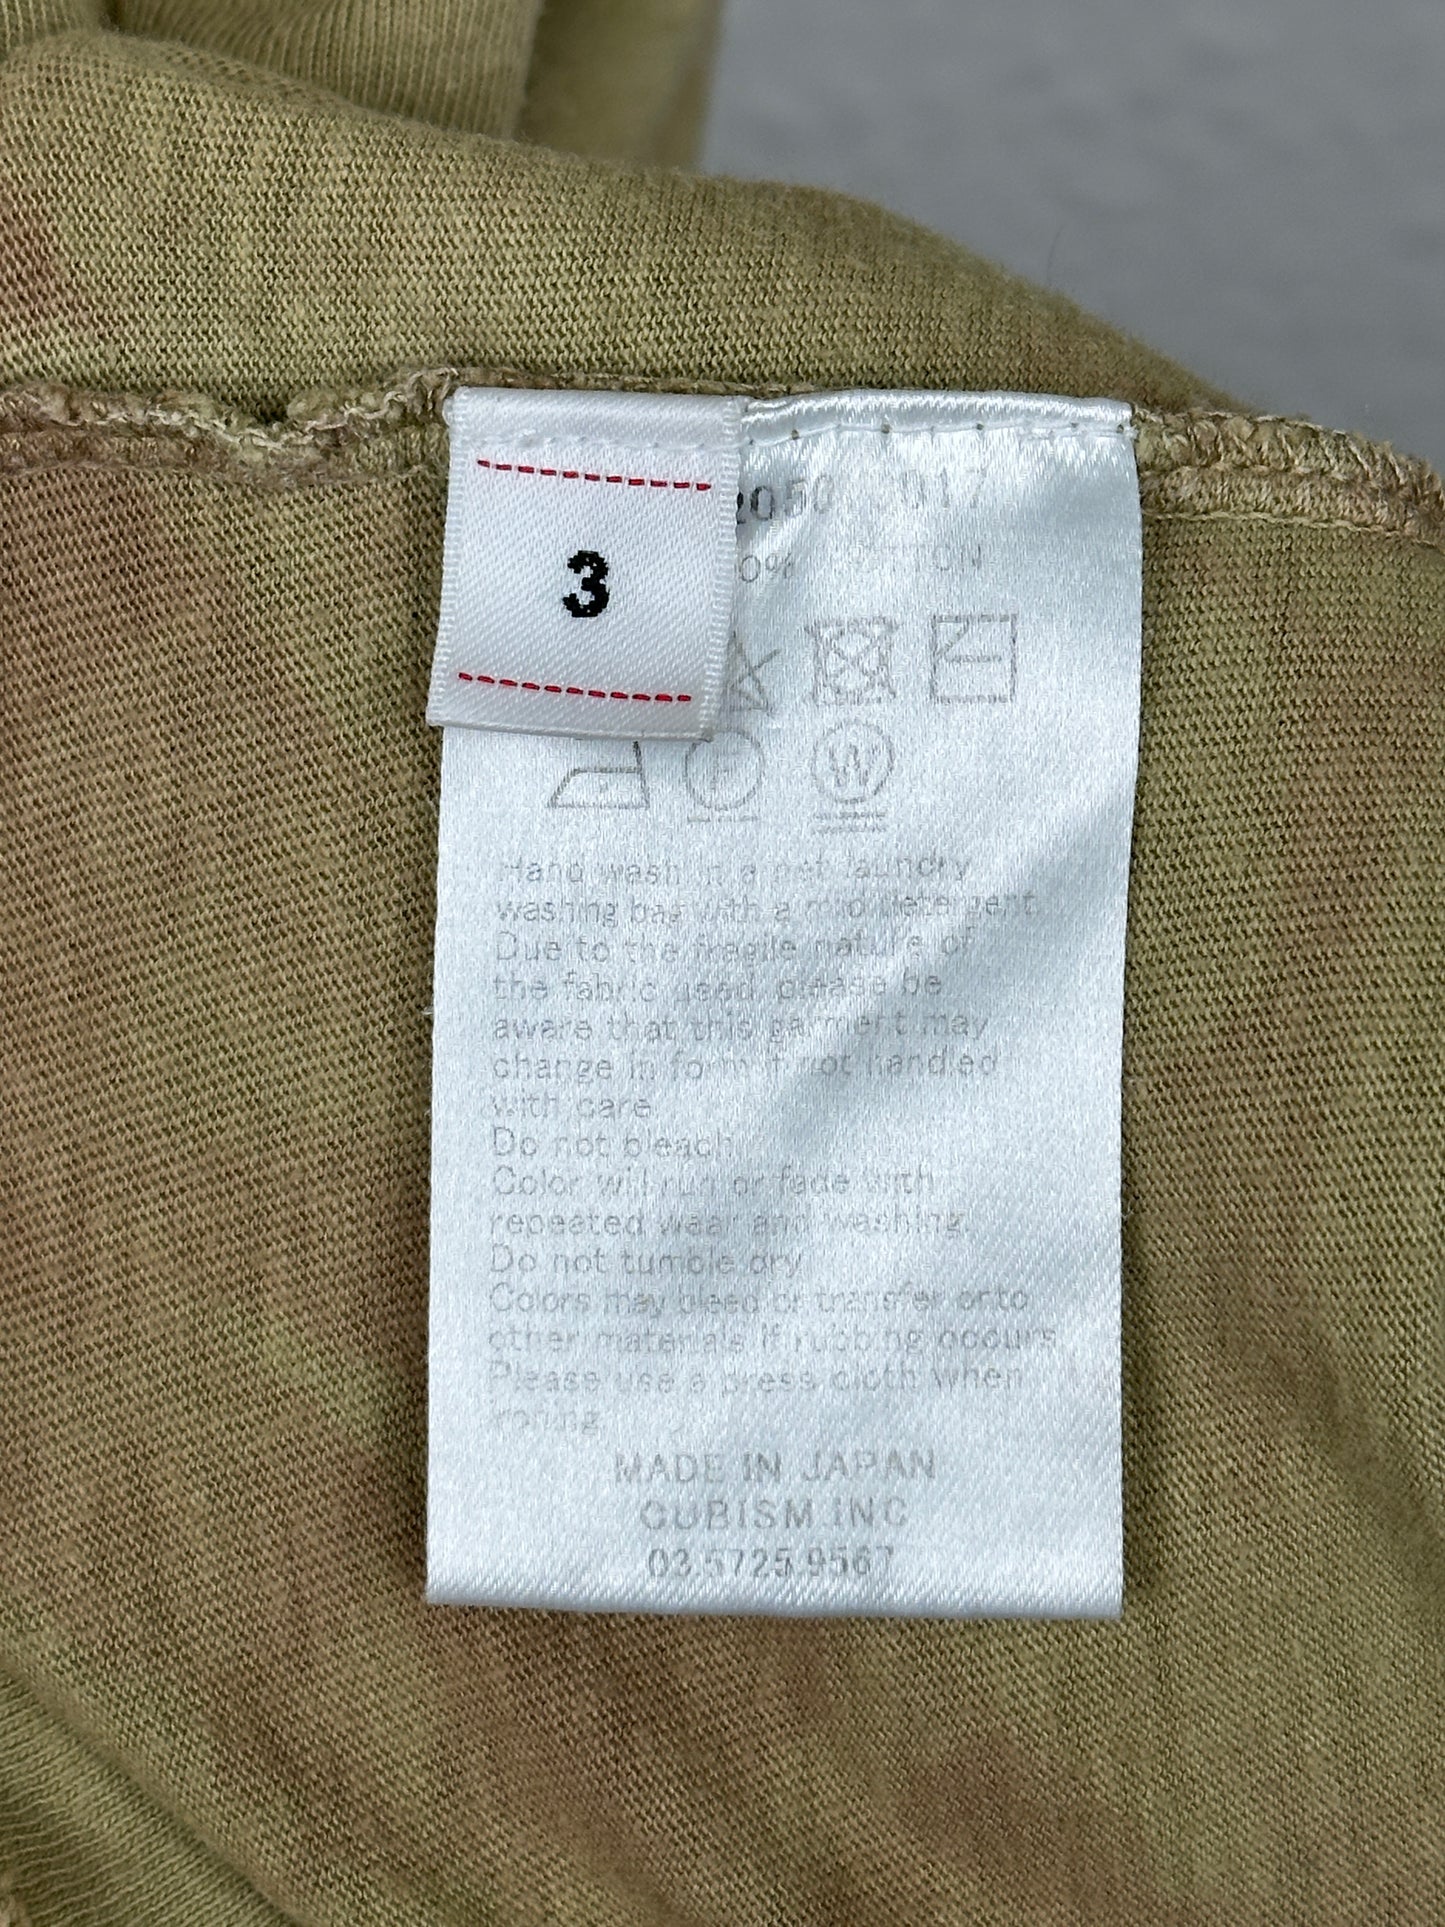 3
2050 017
0% COTTON
F
W
Hand wash in a net laundry
washing bag with a mild detergent.
Due to the fragile nature of
the fabric used, please be
aware that this garment may
change in form if not handled
with care.
Do not bleach.
Color will run or fade with
repeated wear and washing.
Do not tumble dry.
Colors may bleed or transfer onto
other materials if rubbing occurs.
Please use a press cloth when
ironing.
MADE IN JAPAN
CUBISM INC
03.5725.9567